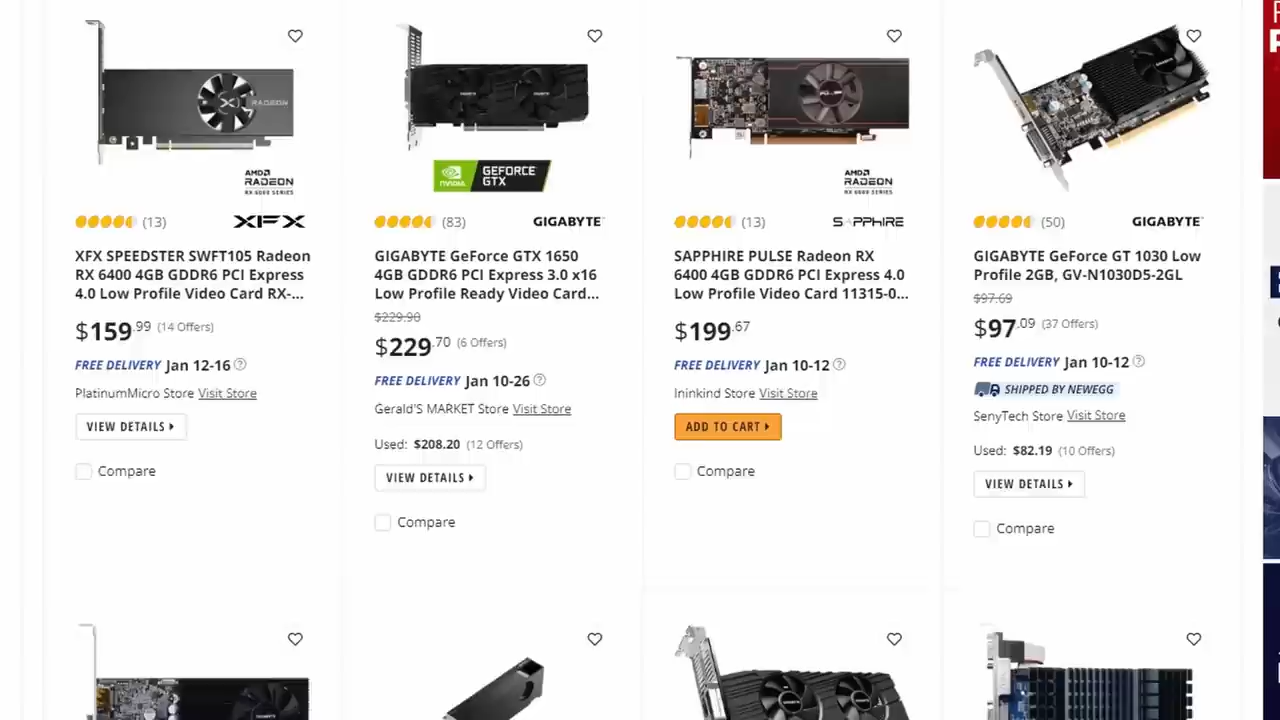 RADEON
AMD
RADEON
RX 6000 SERIES
(13)
XFX
XFX SPEEDSTER SWFT105 Radeon
RX 6400 4GB GDDR6 PCI Express
4.0 Low Profile Video Card RX-...
$159.99 (14 Offers)
FREE DELIVERY Jan 12-16
PlatinumMicro Store Visit Store
VIEW DETAILS
Compare
NVIDIA
GEFORCE
GTX
(83)
GIGABYTE
GIGABYTE GeForce GTX 1650
4GB GDDR6 PCI Express 3.0 x16
Low Profile Ready Video Card...
$229.90
$229.70 (6 Offers)
FREE DELIVERY Jan 10-26
Gerald'S MARKET Store Visit Store
Used: $208.20 (12 Offers)
VIEW DETAILS
Compare
AMD
RADEON
RX 6000 SERIES
(13)
SAPPHIRE
SAPPHIRE PULSE Radeon RX
6400 4GB GDDR6 PCI Express 4.0
Low Profile Video Card 11315-0...
$199.67
FREE DELIVERY Jan 10-12
Ininkind Store Visit Store
ADD TO CART
Compare
(50)
GIGABYTE
GIGABYTE GeForce GT 1030 Low
Profile 2GB, GV-N1030D5-2GL
$97.69
$97.09 (37 Offers)
FREE DELIVERY Jan 10-12
SHIPPED BY NEWEGG
SenyTech Store Visit Store
Used: $82.19 (10 Offers)
VIEW DETAILS
Compare